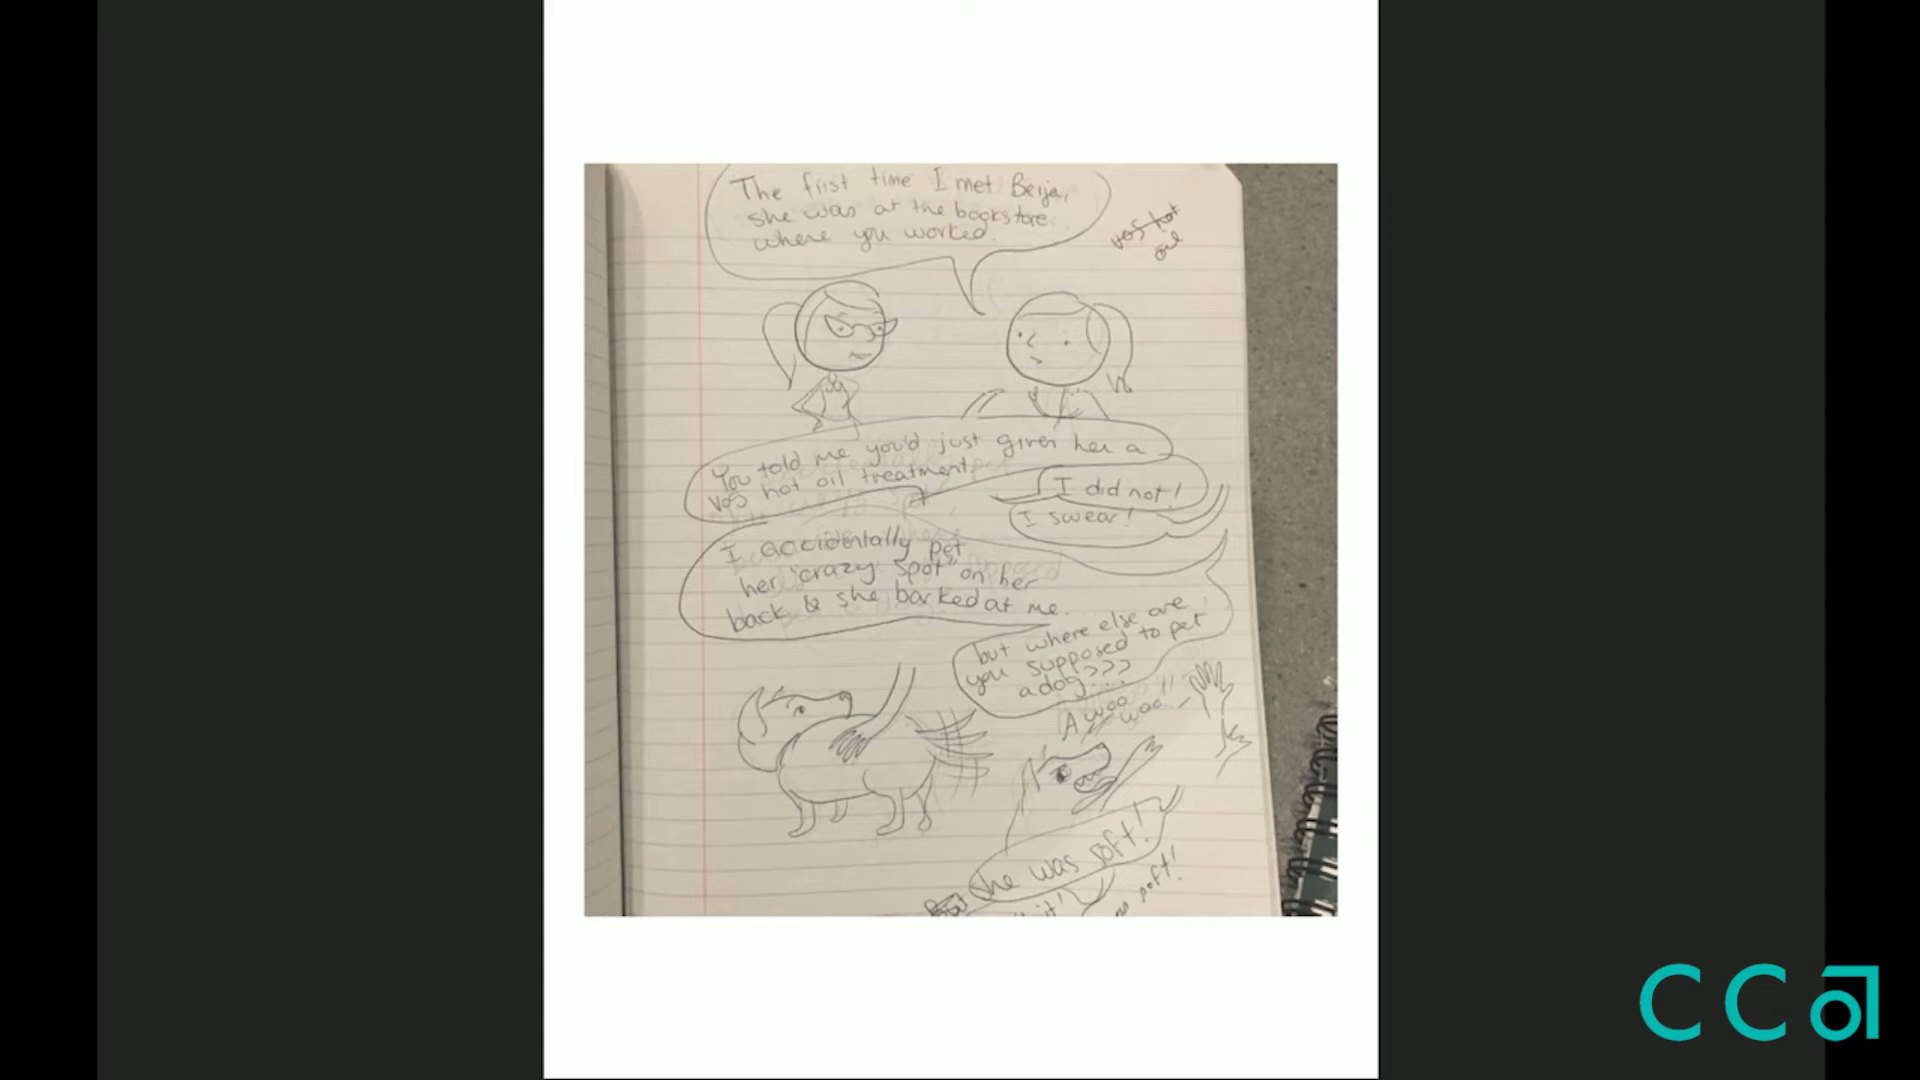 The first time I met Beija,
she was at the bookstore
where you worked.
vo5 hot
oil
You told me you'd just given her a
vo5 hot oil treatment
I did not!
I swear!
I accidentally pet
her "crazy spot" on her
back & she barked at me.
but where else are
you supposed to pet
a dog???
A woo
woo!!
she was soft!
soft!
CCA